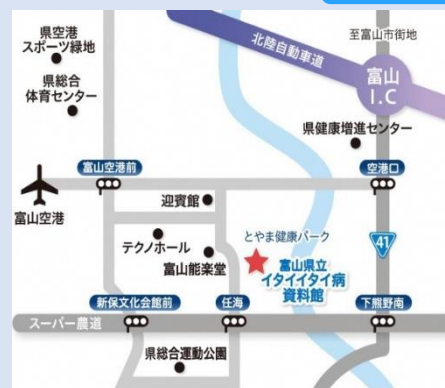 県空港
スポーツ緑地
県総合
体育センター
北陸自動車道
至富山市街地
富山
I.C
県健康増進センター
富山空港前
空港口
富山空港
迎賓館
テクノホール
富山能楽堂
とやま健康パーク
富山県立
イタイイタイ病
資料館
41
新保文化会館前
任海
下熊野南
スーパー農道
県総合運動公園